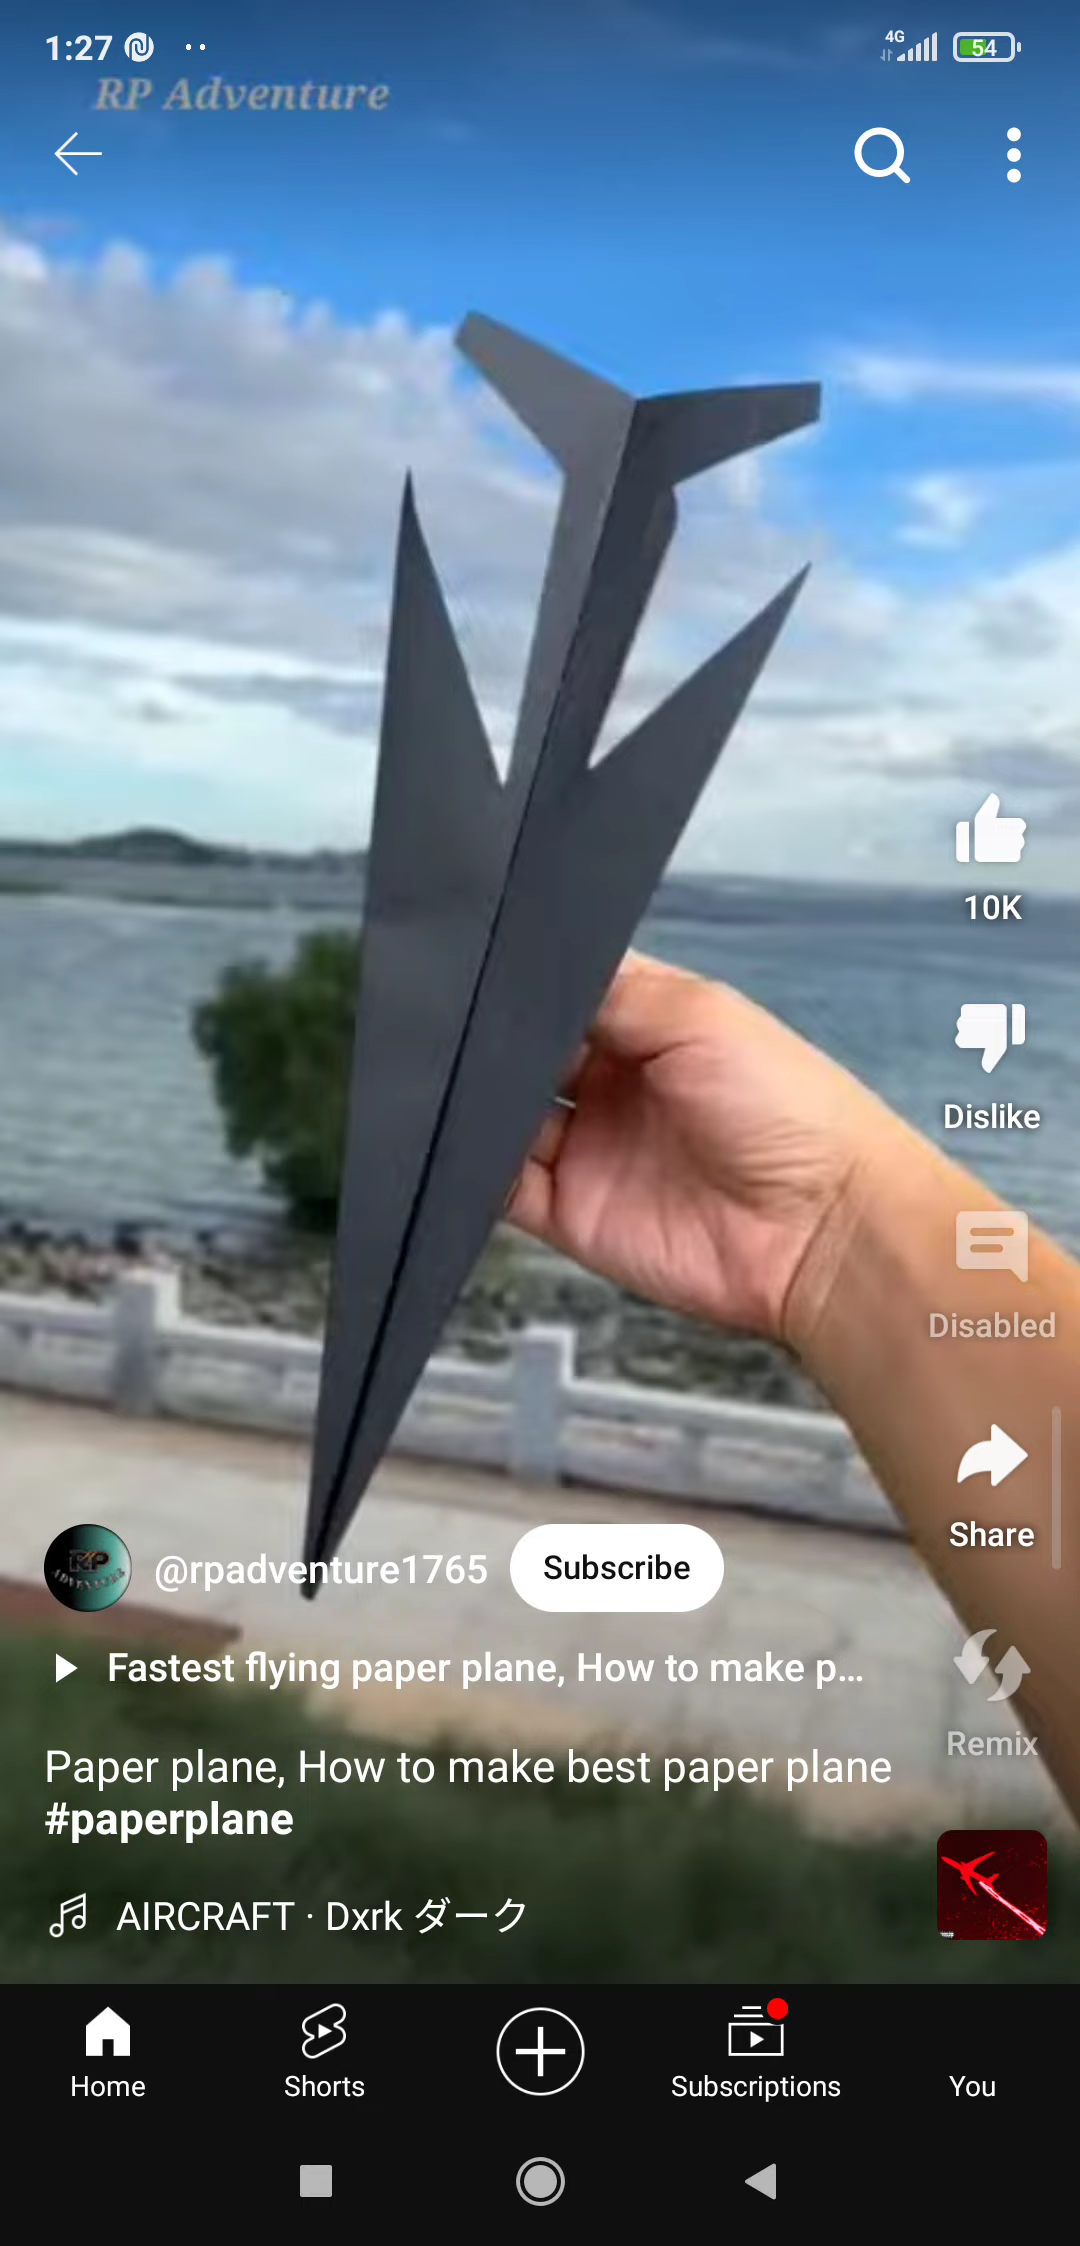 1:27
4G
54
RP Adventure
10K
Dislike
Disabled
Share
RP
ADVENTURE
@rpadventure1765
Subscribe
Fastest flying paper plane, How to make p...
Remix
Paper plane, How to make best paper plane
#paperplane
AIRCRAFT · Dxrk ダーク
Home
Shorts
Subscriptions
You